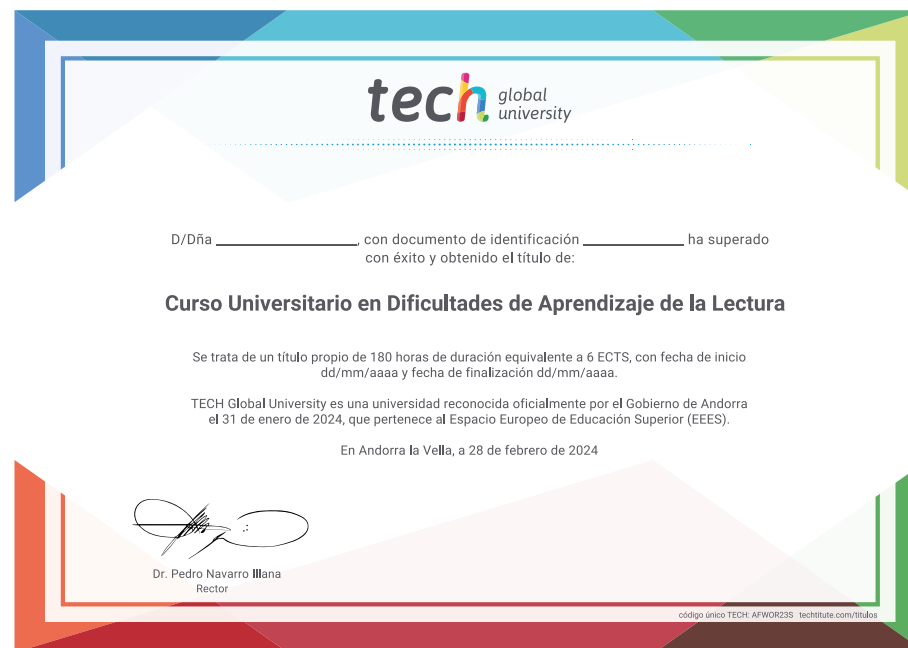 tech global university
D/Dña ______________, con documento de identificación __________ ha superado
con éxito y obtenido el título de:
Curso Universitario en Dificultades de Aprendizaje de la Lectura
Se trata de un título propio de 180 horas de duración equivalente a 6 ECTS, con fecha de inicio
dd/mm/aaaa y fecha de finalización dd/mm/aaaa.
TECH Global University es una universidad reconocida oficialmente por el Gobierno de Andorra
el 31 de enero de 2024, que pertenece al Espacio Europeo de Educación Superior (EEES).
En Andorra la Vella, a 28 de febrero de 2024
Dr. Pedro Navarro Illana
Rector
código único TECH: AFWOR23S techtitute.com/titulos